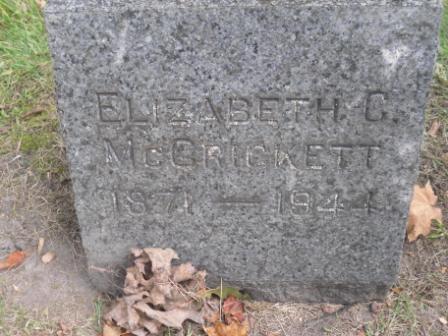 ELIZABETH C.
MCCRICKETT
1871 — 1944